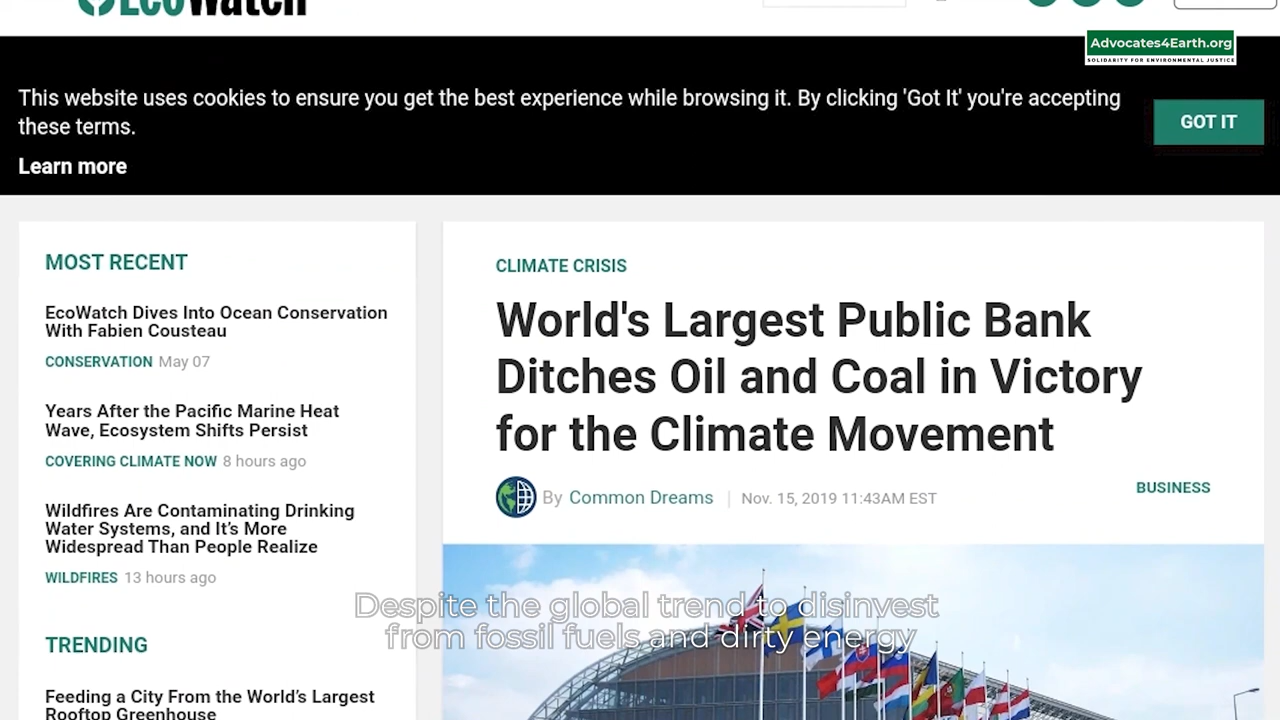 EcoWatch
Advocates4Earth.org
SOLIDARITY FOR ENVIRONMENTAL JUSTICE
This website uses cookies to ensure you get the best experience while browsing it. By clicking 'Got It' you're accepting
these terms.
Learn more
GOT IT
MOST RECENT
EcoWatch Dives Into Ocean Conservation
With Fabien Cousteau
CONSERVATION May 07
Years After the Pacific Marine Heat
Wave, Ecosystem Shifts Persist
COVERING CLIMATE NOW 8 hours ago
Wildfires Are Contaminating Drinking
Water Systems, and It's More
Widespread Than People Realize
WILDFIRES 13 hours ago
TRENDING
Feeding a City From the World's Largest
Rooftop Greenhouse
CLIMATE CRISIS
World's Largest Public Bank
Ditches Oil and Coal in Victory
for the Climate Movement
By Common Dreams | Nov. 15, 2019 11:43AM EST
BUSINESS
Despite the global trend to disinvest
from fossil fuels and dirty energy